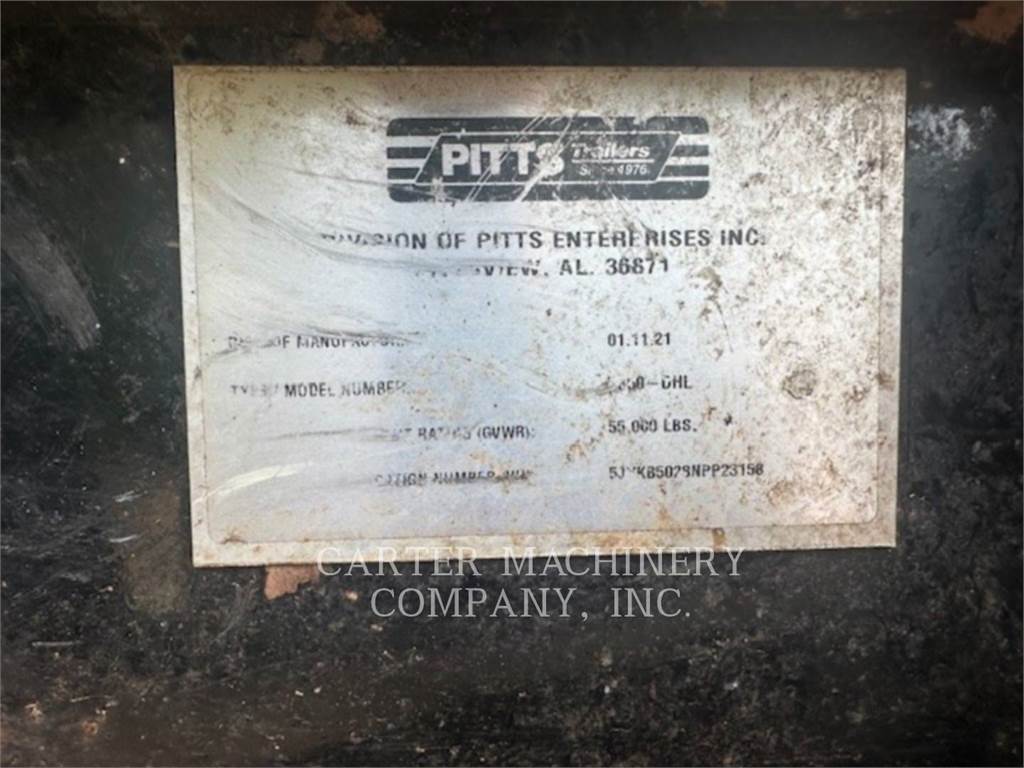 PITTS Trailers
Since 1976
DIVISION OF PITTS ENTERPRISES INC.
AL. 36871
OF MANUFACTURE 01.11.21
MODEL NUMBER
(GVWR): 55,000 LBS.
NUMBER
CARTER MACHINERY
COMPANY, INC.